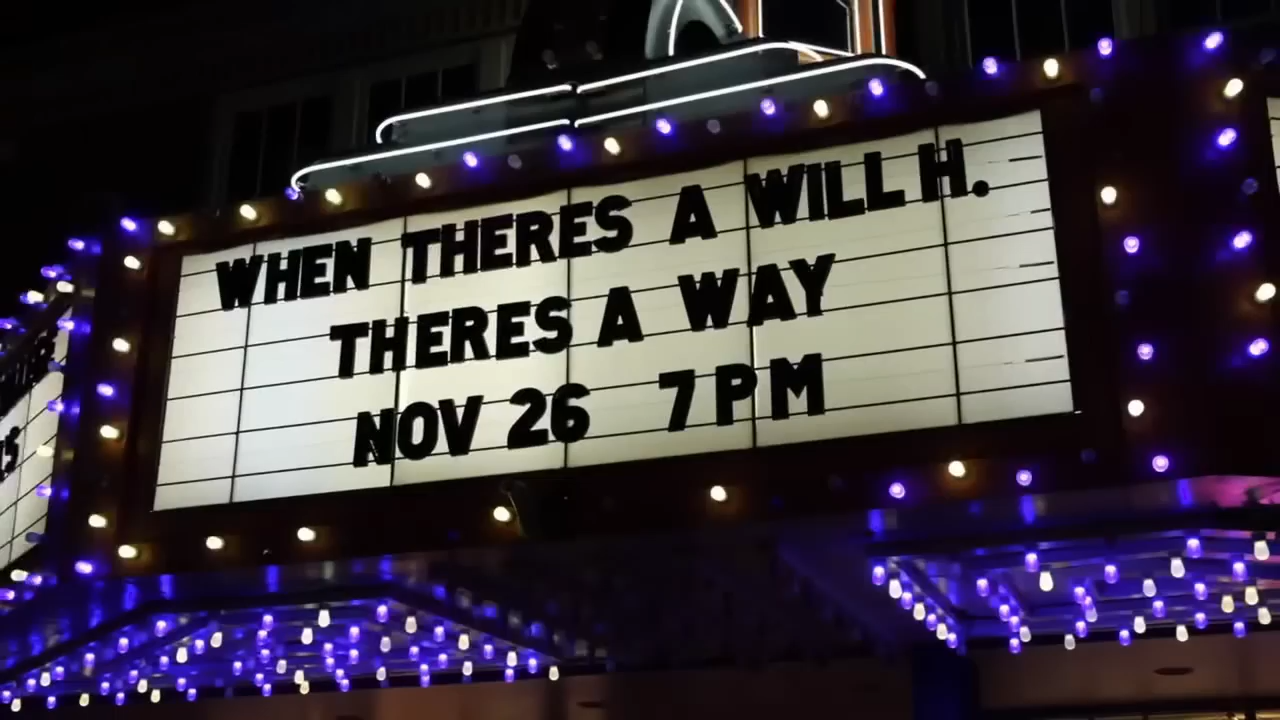 WHEN THERES A WILL H.
THERES A WAY
NOV 26 7PM